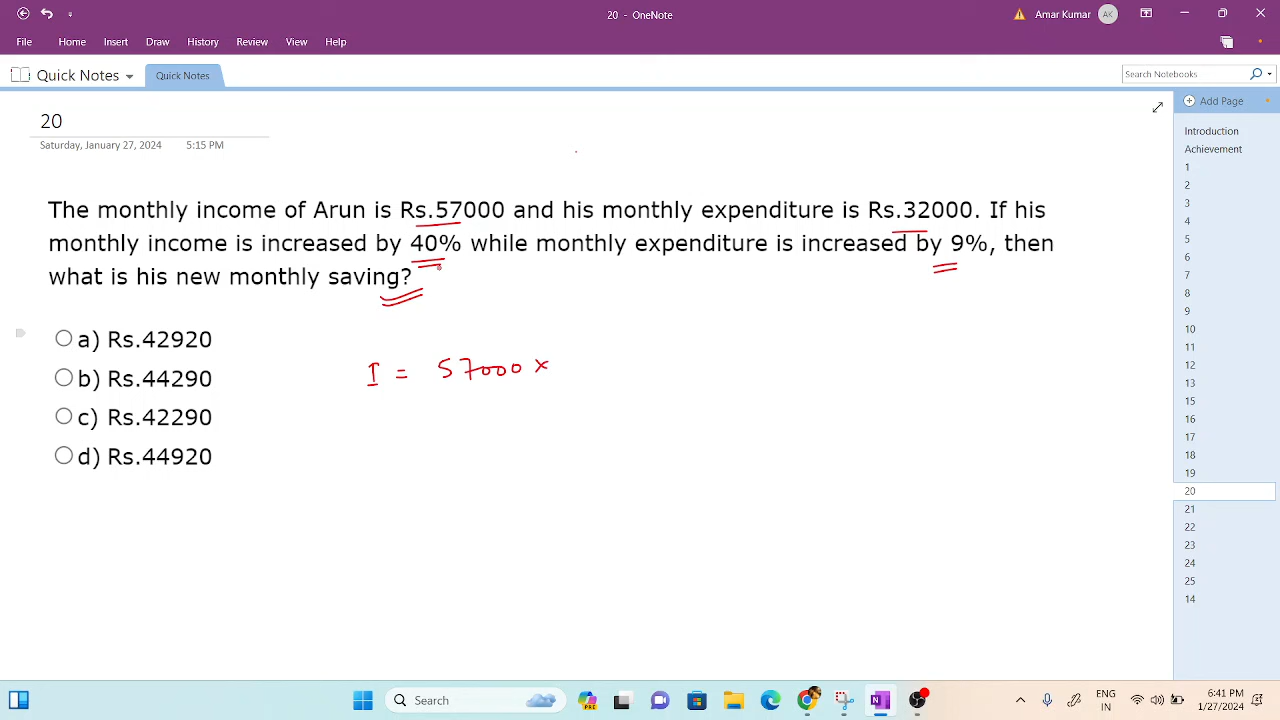 20 - OneNote
Amar Kumar AK
File Home Insert Draw History Review View Help
Quick Notes Quick Notes Search Notebooks
20
Saturday, January 27, 2024 5:15 PM
The monthly income of Arun is Rs.57000 and his monthly expenditure is Rs.32000. If his
monthly income is increased by 40% while monthly expenditure is increased by 9%, then
what is his new monthly saving?
a) Rs.42920
b) Rs.44290
c) Rs.42290
d) Rs.44920
I = 57000 ×
Add Page
Introduction
Achievement
1
2
3
4
5
6
7
8
9
10
11
12
13
15
16
17
18
19
20
21
22
23
24
25
14
Search
PRE
ENG
IN
6:41 PM
1/27/2024